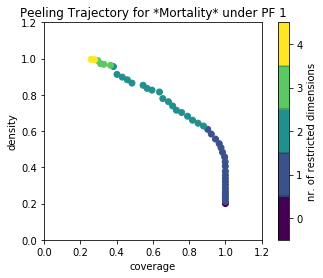 Peeling Trajectory for *Mortality* under PF 1
1.2
1.0
0.8
0.6
0.4
0.2
0.0
density
0.0 0.2 0.4 0.6 0.8 1.0 1.2
coverage
4
3
2
1
0
nr. of restricted dimensions